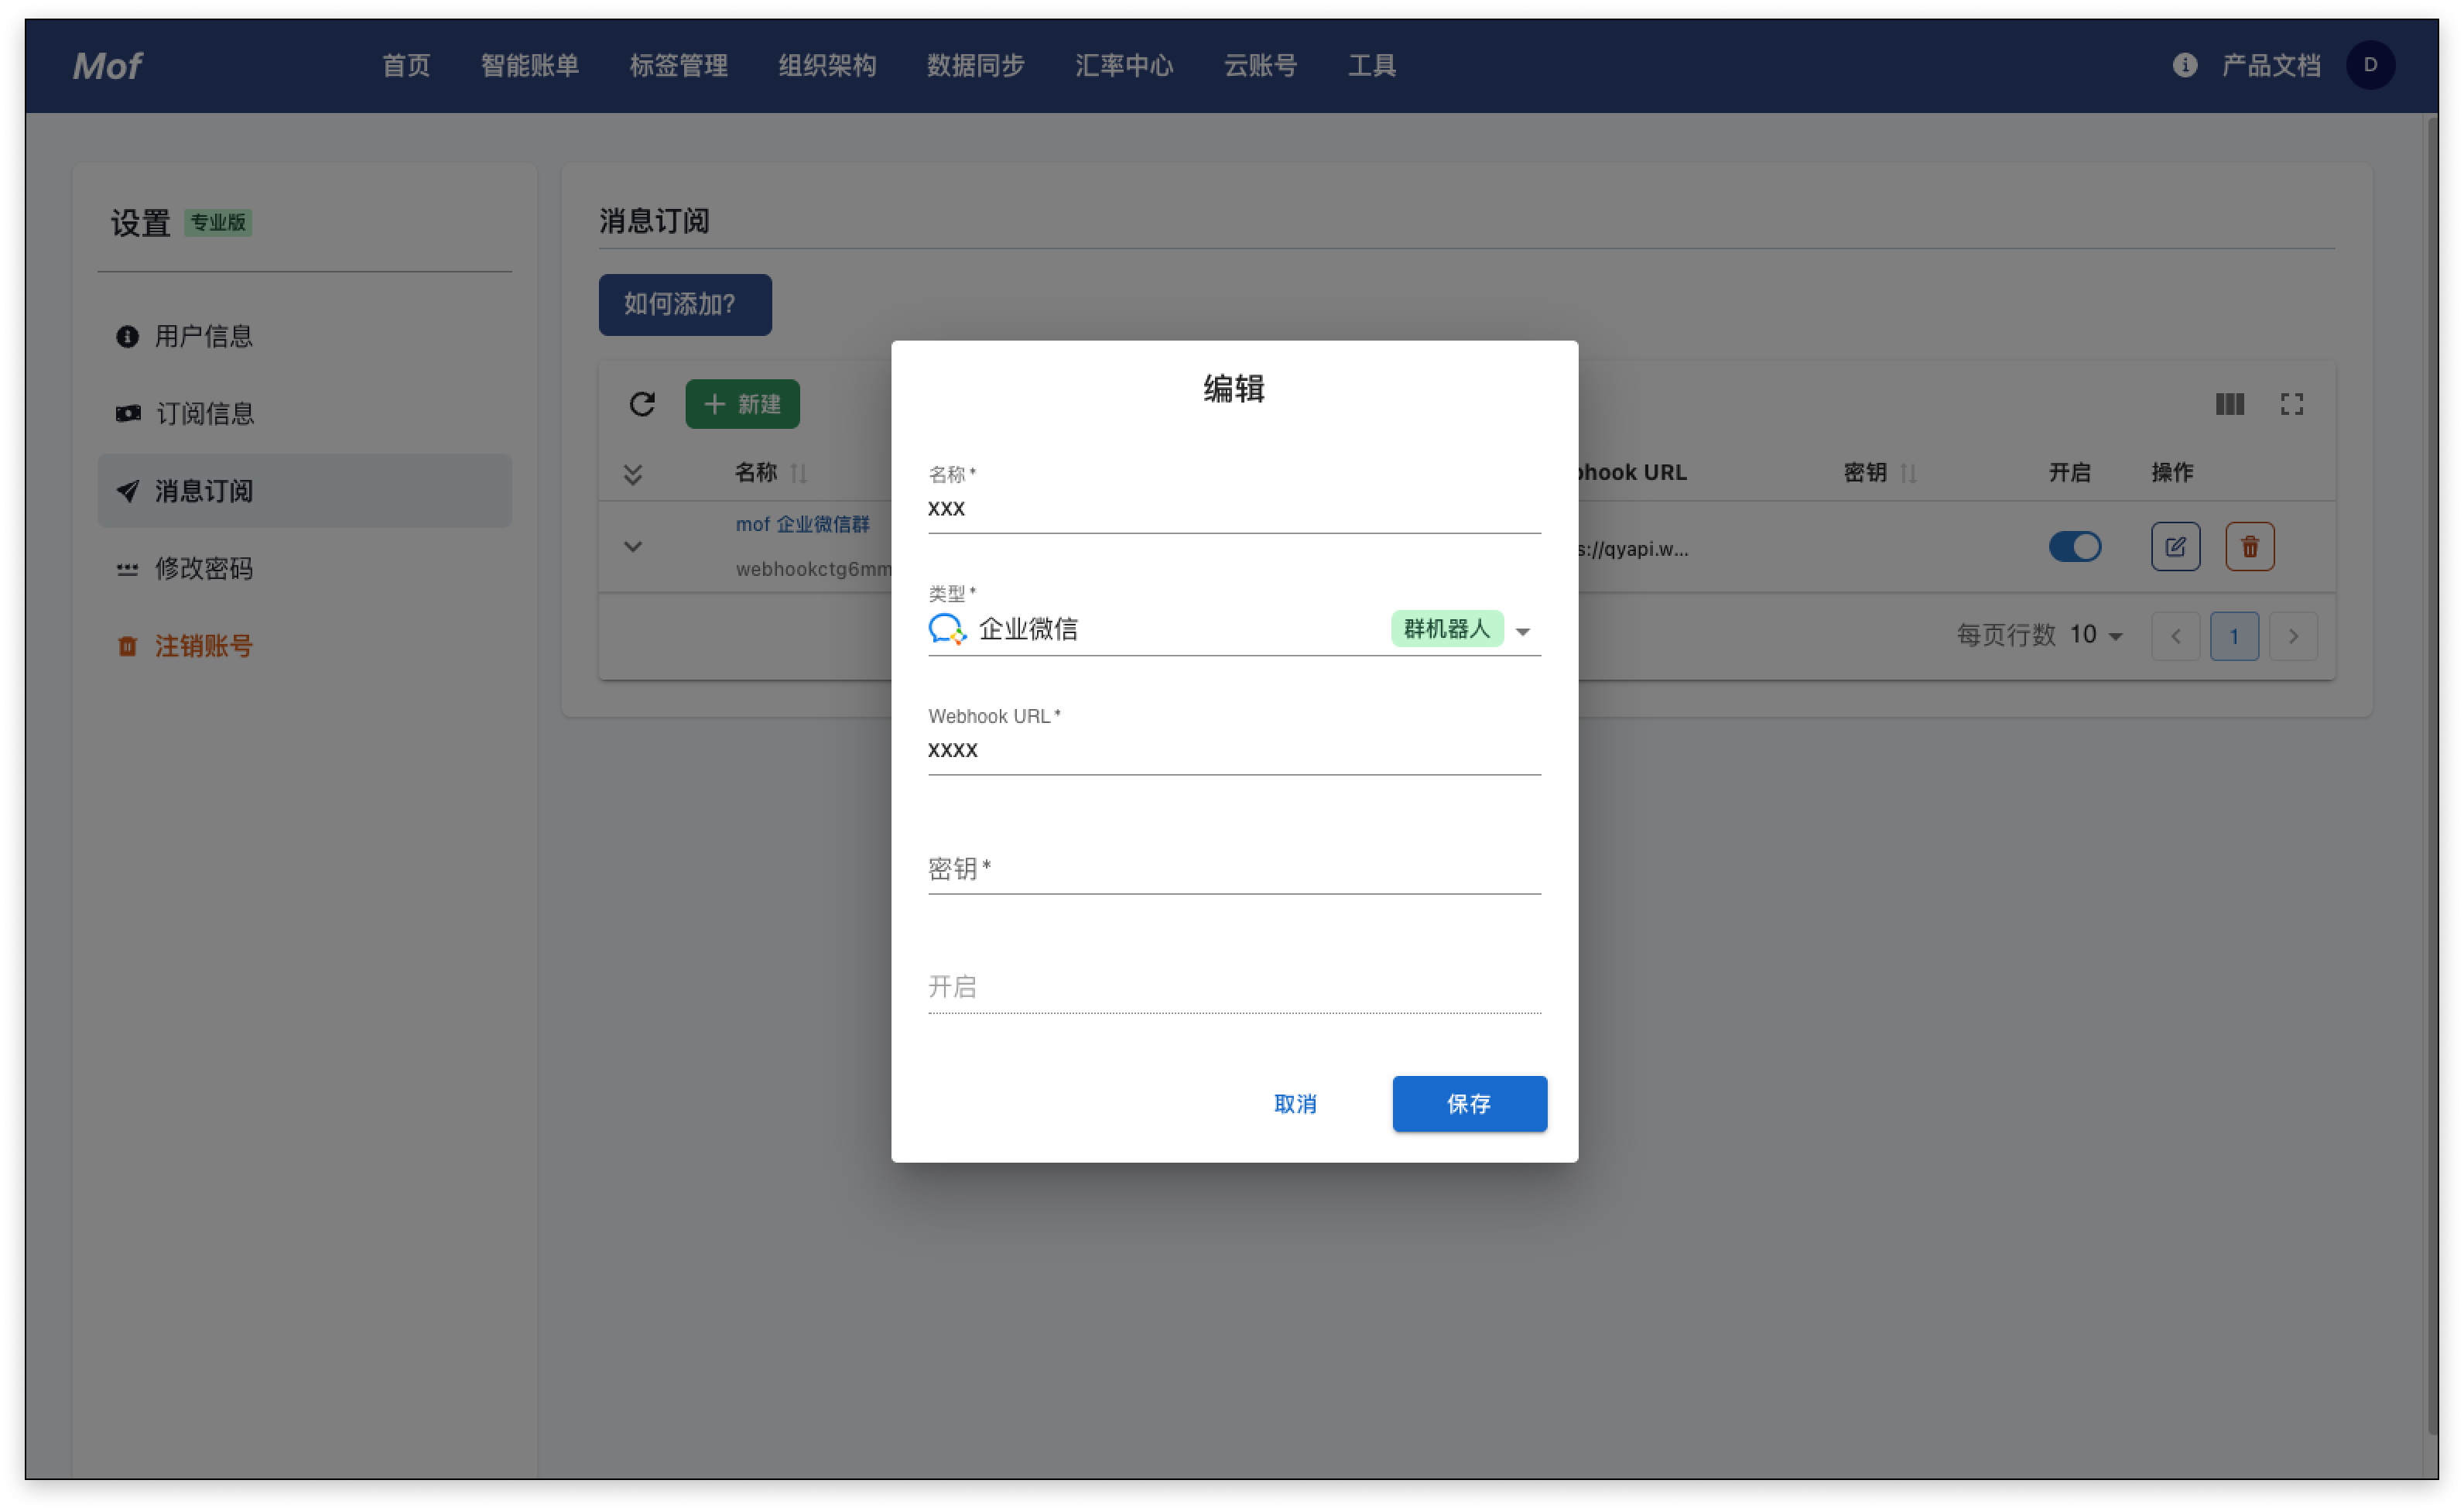 Mof 首页 智能账单 标签管理 组织架构 数据同步 汇率中心 云账号 工具 产品文档 D
设置 专业版
用户信息
订阅信息
消息订阅
修改密码
注销账号
消息订阅
如何添加?
新建
名称 hook URL 密钥 开启 操作
mof 企业微信群
webhookctg6mm
s://qyapi.w...
每页行数 10 1
编辑
名称*
xxx
类型*
企业微信 群机器人
Webhook URL*
xxxx
密钥*
开启
取消 保存